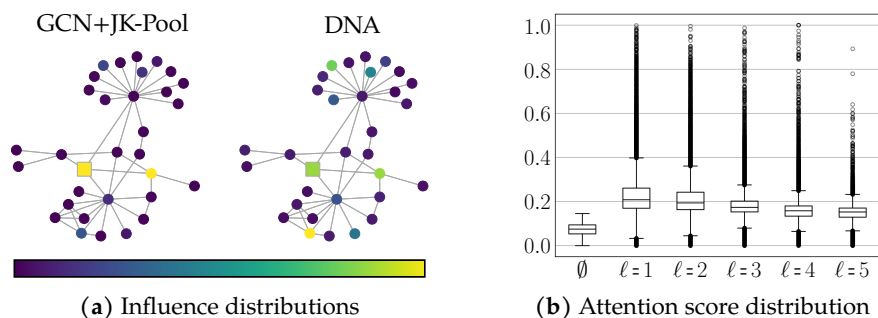 GCN+JK-Pool
DNA
(a) Influence distributions
1.0
0.8
0.6
0.4
0.2
0.0
∅ ℓ = 1 ℓ = 2 ℓ = 3 ℓ = 4 ℓ = 5
(b) Attention score distribution